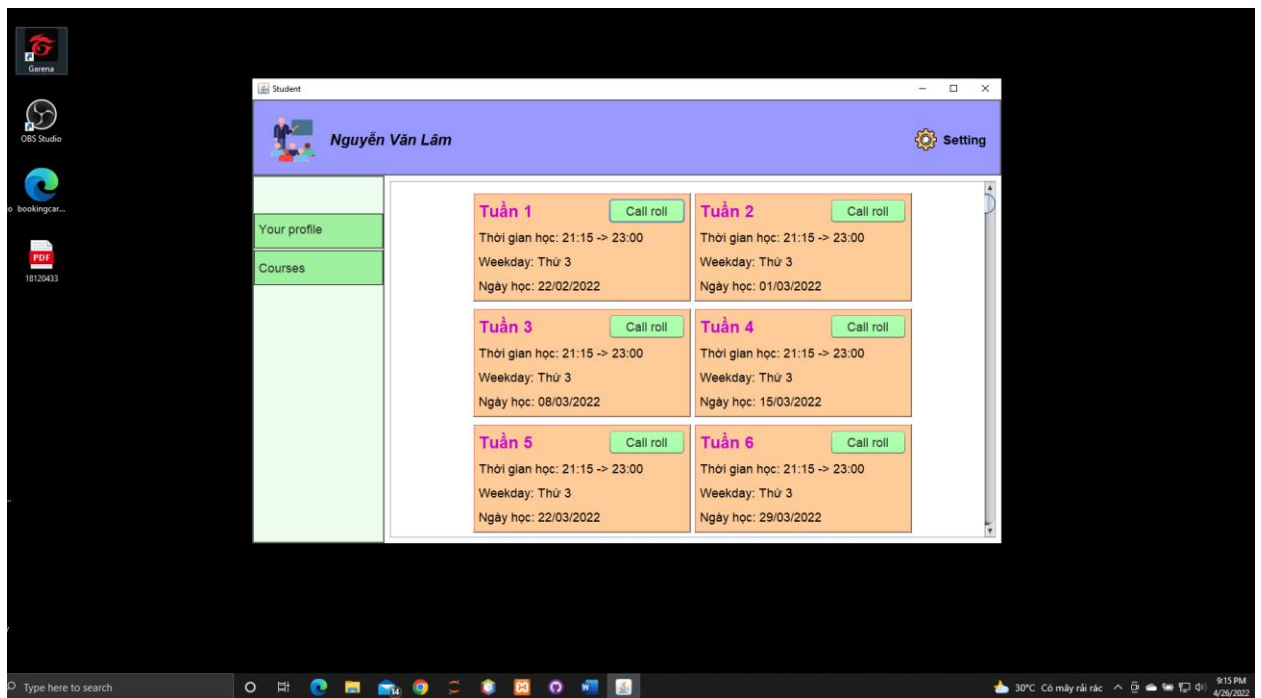 Garena
OBS Studio
o bookingcar...
PDF
18120433
Student
Nguyễn Văn Lâm
Setting
Your profile
Courses
Tuần 1
Call roll
Thời gian học: 21:15 -> 23:00
Weekday: Thứ 3
Ngày học: 22/02/2022
Tuần 2
Call roll
Thời gian học: 21:15 -> 23:00
Weekday: Thứ 3
Ngày học: 01/03/2022
Tuần 3
Call roll
Thời gian học: 21:15 -> 23:00
Weekday: Thứ 3
Ngày học: 08/03/2022
Tuần 4
Call roll
Thời gian học: 21:15 -> 23:00
Weekday: Thứ 3
Ngày học: 15/03/2022
Tuần 5
Call roll
Thời gian học: 21:15 -> 23:00
Weekday: Thứ 3
Ngày học: 22/03/2022
Tuần 6
Call roll
Thời gian học: 21:15 -> 23:00
Weekday: Thứ 3
Ngày học: 29/03/2022
Type here to search
14
30°C Có mây rải rác
9:15 PM
4/26/2022